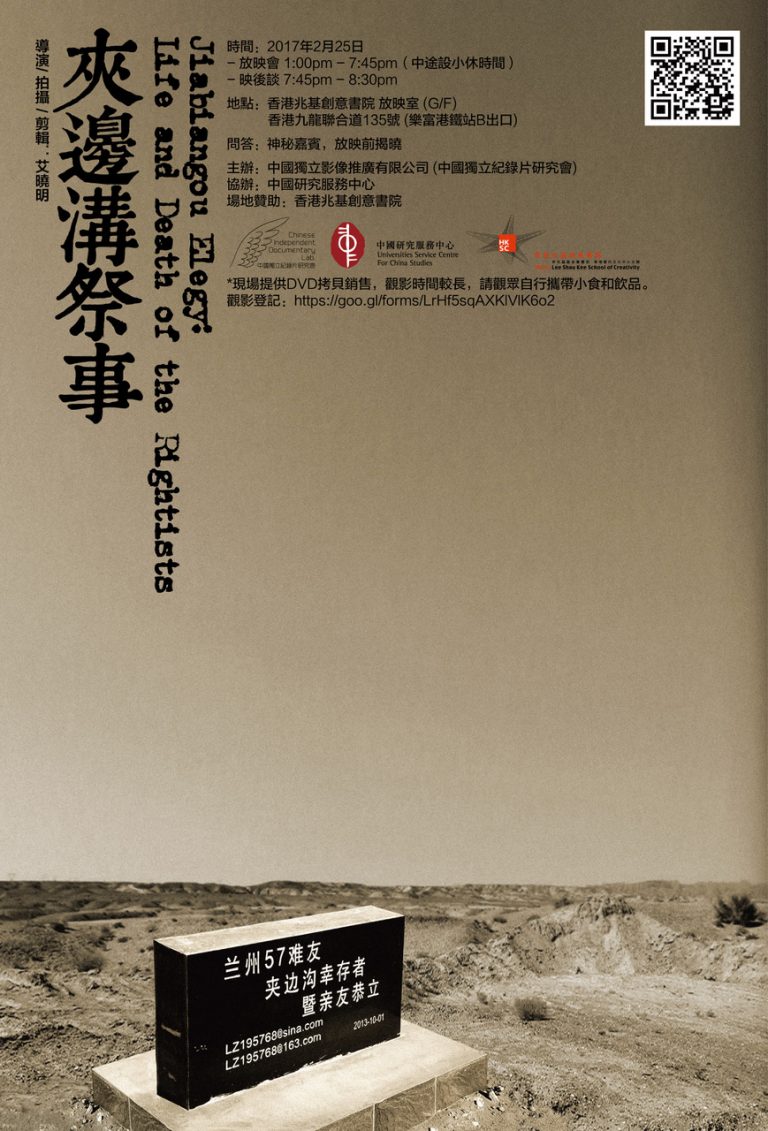 夾邊溝祭事
Jiabiangou Elegy:
Life and Death of the Rightists
導演/ 拍攝 / 剪輯：艾曉明
時間：2017年2月25日
– 放映會 1:00pm – 7:45pm（中途設小休時間）
– 映後談 7:45pm – 8:30pm
地點：香港兆基創意書院 放映室 (G/F)
香港九龍聯合道135號 (樂富港鐵站B出口)
問答：神秘嘉賓，放映前揭曉
主辦：中國獨立影像推廣有限公司 (中國獨立紀錄片研究會)
協辦：中國研究服務中心
場地贊助：香港兆基創意書院
Chinese
Independent
Documentary
Lab.
中國獨立紀錄片研究會
中國研究服務中心
Universities Service Centre
For China Studies
HK
SC
Lee Shau Kee School of Creativity
*現場提供DVD拷貝銷售，觀影時間較長，請觀眾自行攜帶小食和飲品。
觀影登記：https://goo.gl/forms/LrHf5sqAXKlVlK6o2
兰州57难友
夹边沟幸存者
暨亲友恭立
LZ195768@sina.com
2013-10-01
LZ195768@163.com